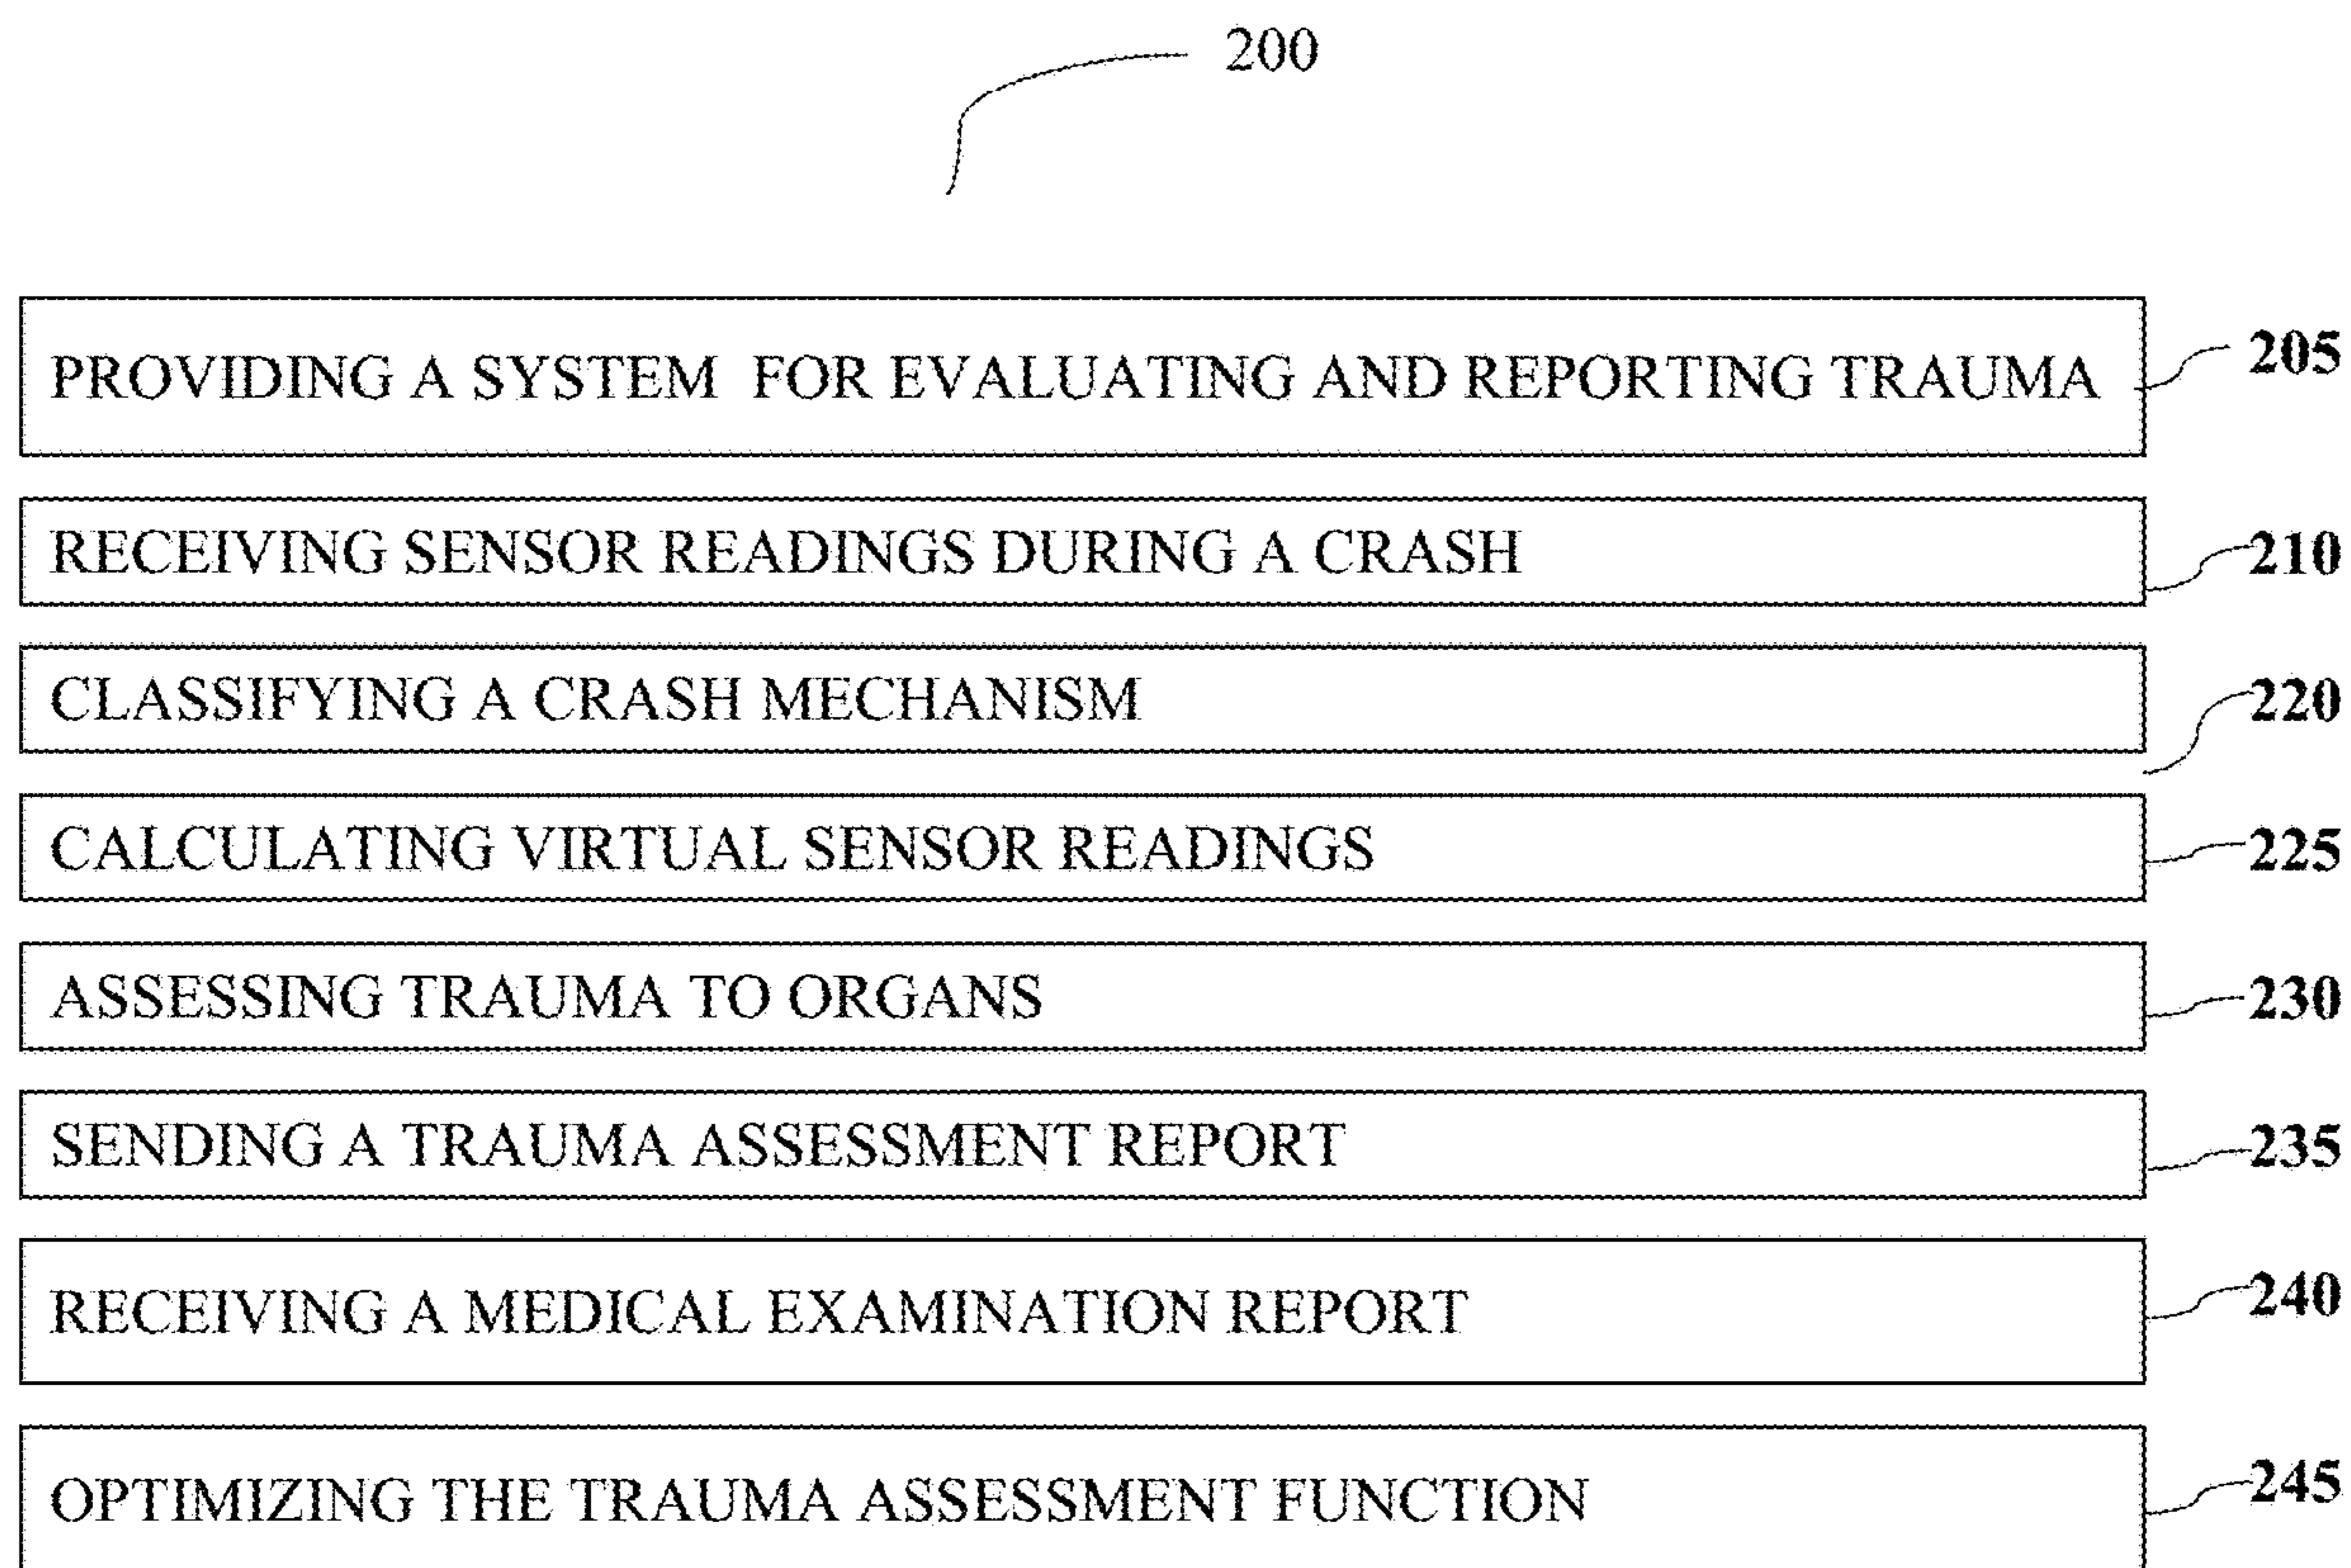 200
PROVIDING A SYSTEM FOR EVALUATING AND REPORTING TRAUMA 205
RECEIVING SENSOR READINGS DURING A CRASH 210
CLASSIFYING A CRASH MECHANISM 220
CALCULATING VIRTUAL SENSOR READINGS 225
ASSESSING TRAUMA TO ORGANS 230
SENDING A TRAUMA ASSESSMENT REPORT 235
RECEIVING A MEDICAL EXAMINATION REPORT 240
OPTIMIZING THE TRAUMA ASSESSMENT FUNCTION 245